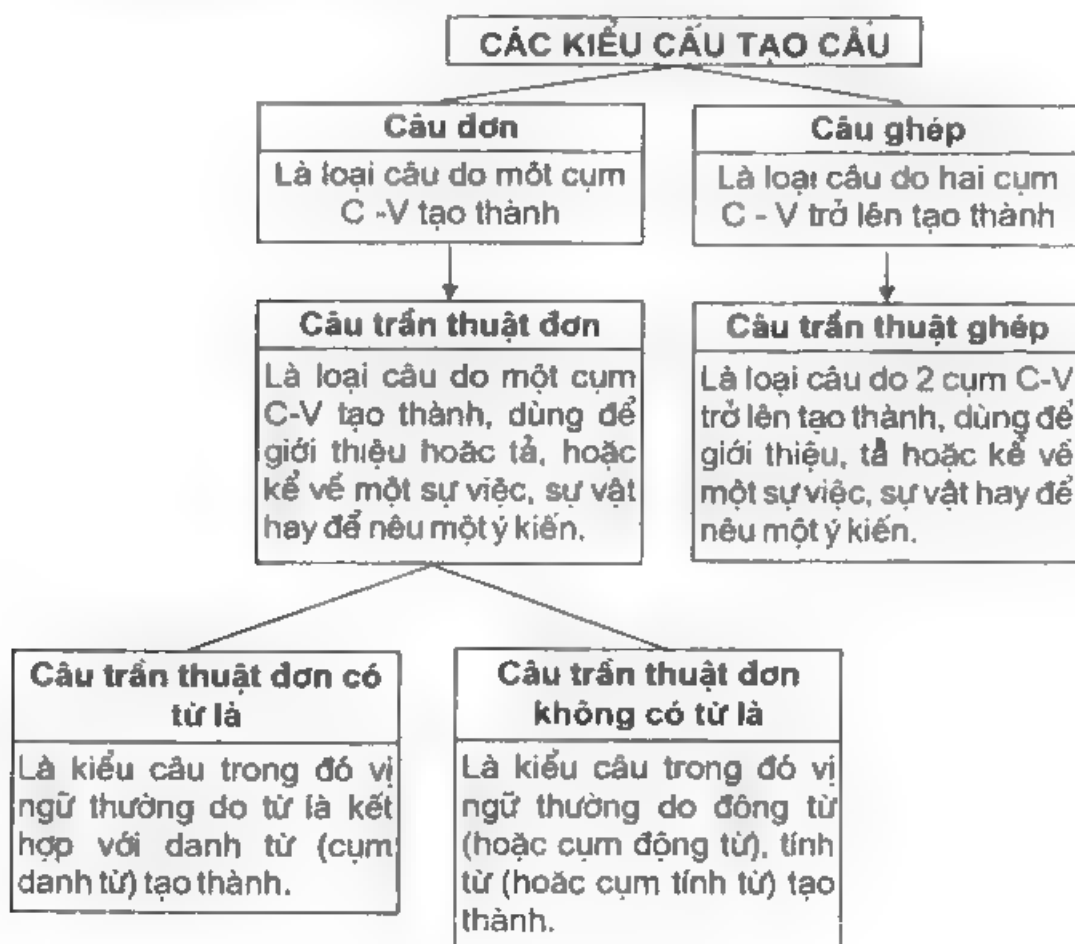 CÁC KIỂU CẤU TẠO CÂU
Câu đơn
Là loại câu do một cụm
C -V tạo thành
Câu ghép
Là loại câu do hai cụm
C - V trở lên tạo thành
Câu trần thuật đơn
Là loại câu do một cụm
C-V tạo thành, dùng để
giới thiệu hoặc tả, hoặc
kể về một sự việc, sự vật
hay để nêu một ý kiến.
Câu trần thuật ghép
Là loại câu do 2 cụm C-V
trở lên tạo thành, dùng để
giới thiệu, tả hoặc kể về
một sự việc, sự vật hay để
nêu một ý kiến.
Câu trần thuật đơn có
từ là
Là kiểu câu trong đó vị
ngữ thường do từ là kết
hợp với danh từ (cụm
danh từ) tạo thành.
Câu trần thuật đơn
không có từ là
Là kiểu câu trong đó vị
ngữ thường do động từ
(hoặc cụm động từ), tính
từ (hoặc cụm tính từ) tạo
thành.